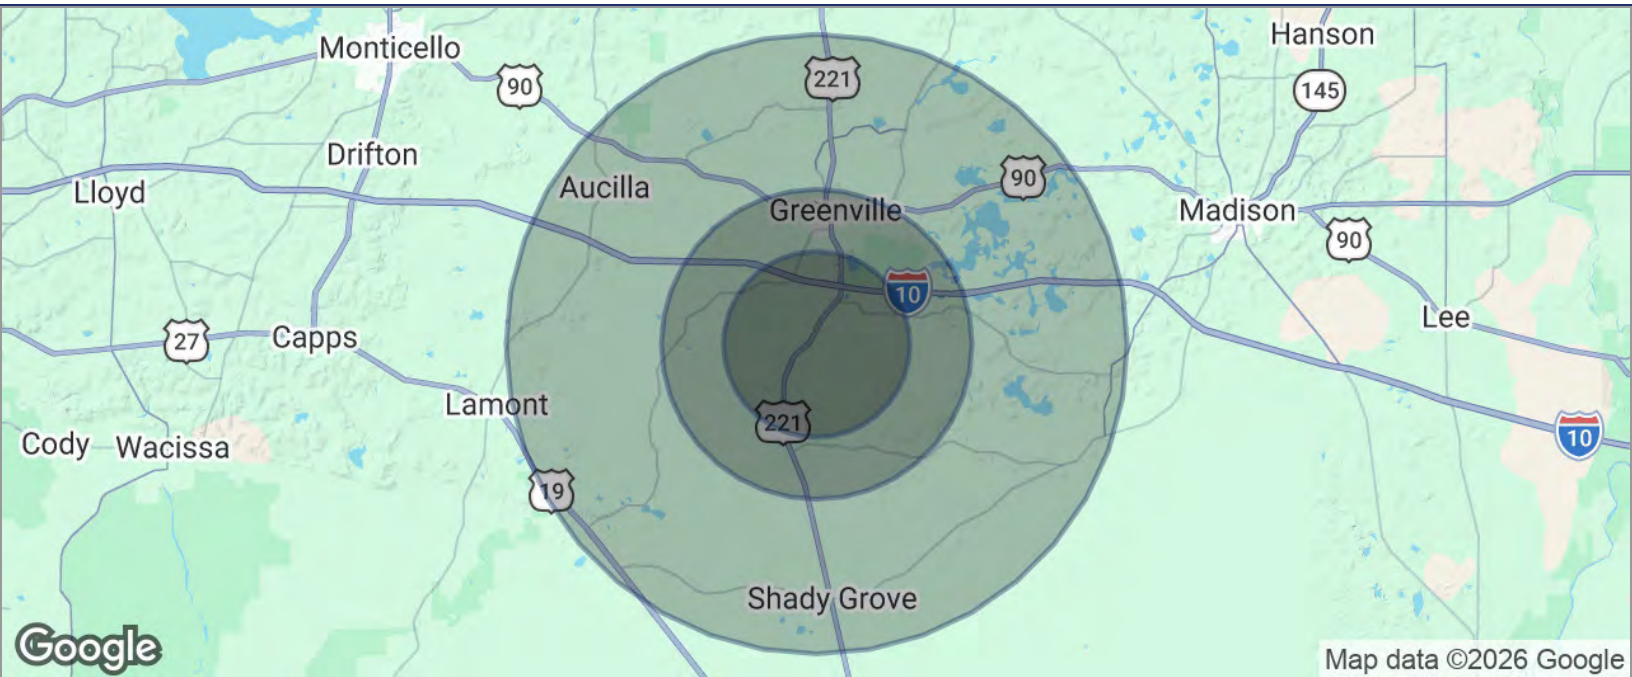 Monticello
Hanson
90
221
145
Drifton
Lloyd
Aucilla
90
Greenville
Madison
90
10
27
Capps
Lee
Lamont
221
Cody
Wacissa
10
19
Shady Grove
Google
Map data ©2026 Google